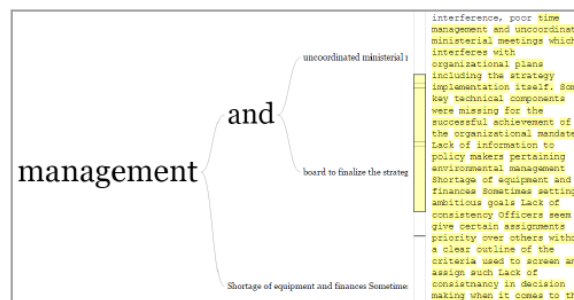 management
and
uncoordinated ministerial
board to finalize the strateg
Shortage of equipment and finances Sometime
interference, poor time
management and uncoordinat
ministerial meetings which
interferes with
organizational plans
including the strategy
implementation itself. Som
key technical components
were missing for the
successful achievement of
the organizational mandate
Lack of information to
policy makers pertaining
environmental management
Shortage of equipment and
finances Sometimes setting
ambitious goals Lack of
consistency Officers seem
give certain assignments
priority over others witho
a clear outline of the
criteria used to screen an
assign such Lack of
consistnancy in decision
making when it comes to th